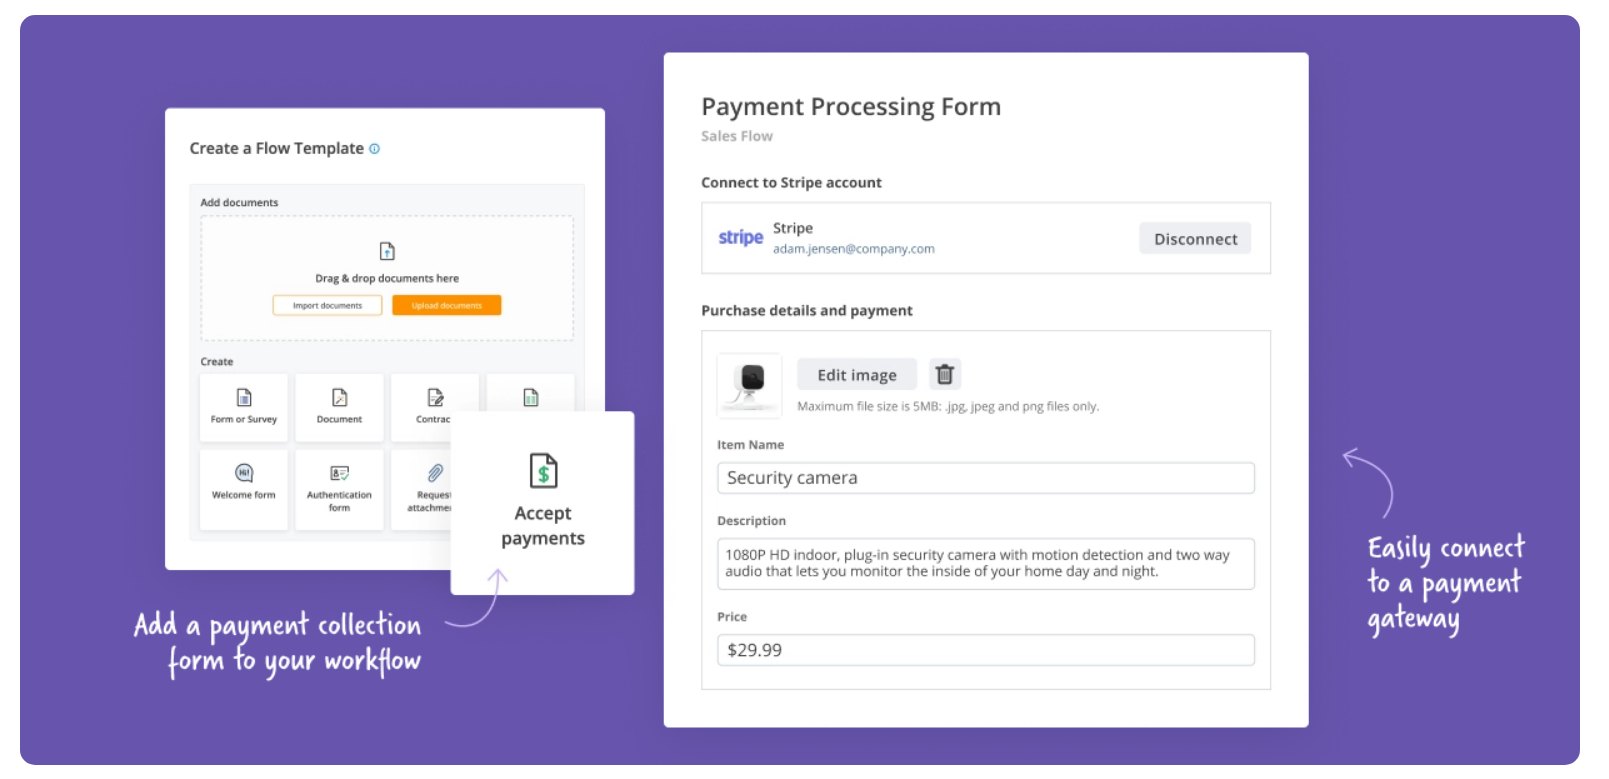 Create a Flow Template
Add documents
Drag & drop documents here
Import documents
Upload documents
Create
Form or Survey
Document
Contrac
Hi!
Welcome form
Authentication
form
Request
attachme
$
Accept
payments
Add a payment collection
form to your workflow
Payment Processing Form
Sales Flow
Connect to Stripe account
stripe
Stripe
adam.jensen@company.com
Disconnect
Purchase details and payment
Edit image
Maximum file size is 5MB: .jpg, jpeg and png files only.
Item Name
Security camera
Description
1080P HD indoor, plug-in security camera with motion detection and two way
audio that lets you monitor the inside of your home day and night.
Price
$29.99
Easily connect
to a payment
gateway